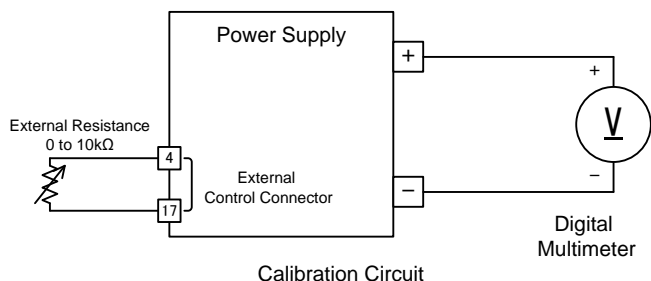 Power Supply
+
+
External Resistance
0 to 10kΩ
4
V
External
Control Connector
−
−
17
Digital
Multimeter
Calibration Circuit